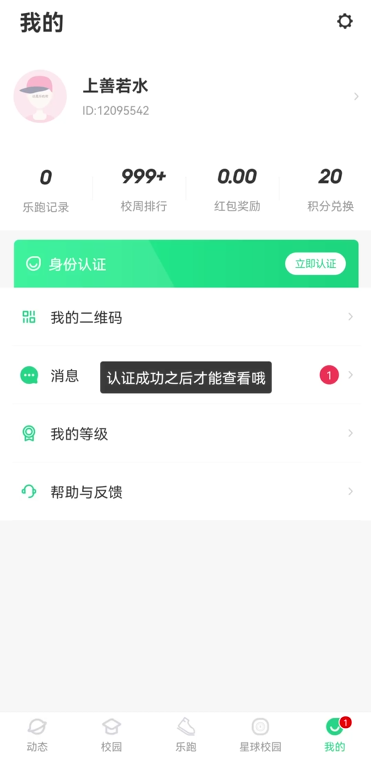 我的
上善若水
ID:12095542
0 999+ 0.00 20
乐跑记录 校周排行 红包奖励 积分兑换
身份认证 立即认证
我的二维码
消息 认证成功之后才能查看哦 1
我的等级
帮助与反馈
1
动态 校园 乐跑 星球校园 我的